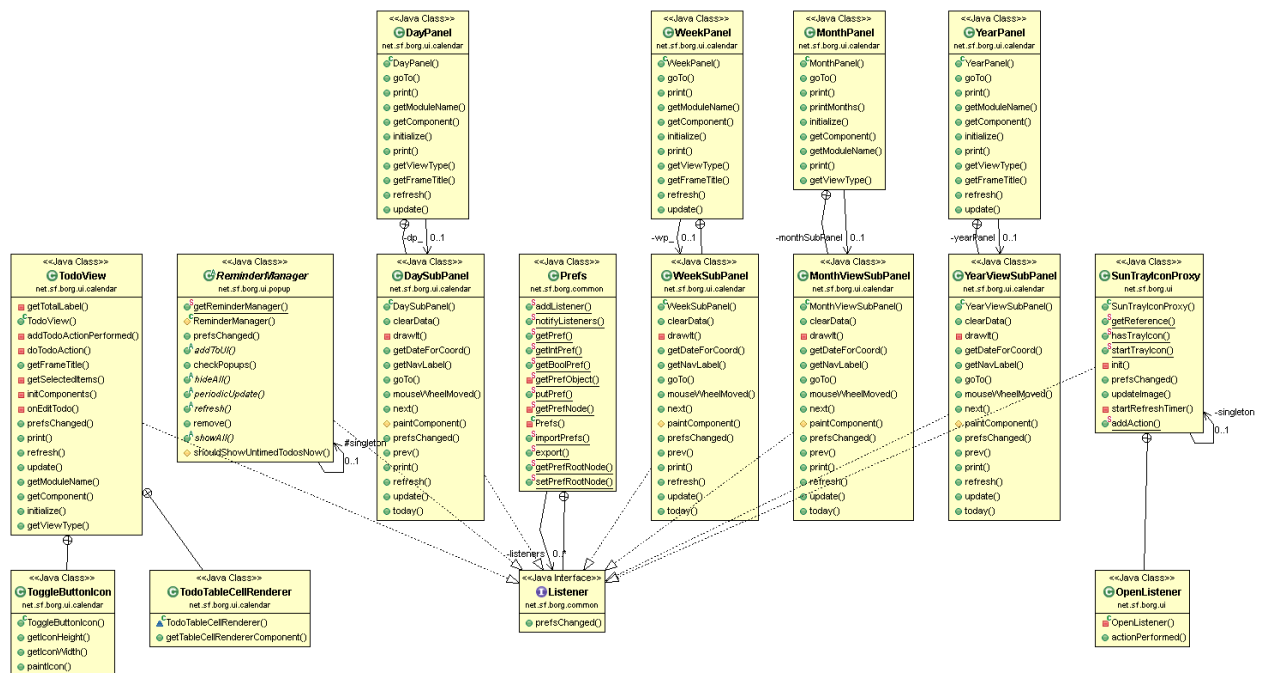 <<Java Class>>
DayPanel
net.sf.borg.ui.calendar
DayPanel()
goTo()
print()
getModuleName()
getComponent()
initialize()
print()
getViewType()
getFrameTitle()
refresh()
update()
<<Java Class>>
WeekPanel
net.sf.borg.ui.calendar
WeekPanel()
goTo()
print()
getModuleName()
getComponent()
initialize()
print()
getViewType()
getFrameTitle()
refresh()
update()
<<Java Class>>
MonthPanel
net.sf.borg.ui.calendar
MonthPanel()
goTo()
print()
printMonths()
initialize()
getComponent()
getModuleName()
print()
getViewType()
<<Java Class>>
YearPanel
net.sf.borg.ui.calendar
YearPanel()
goTo()
print()
getModuleName()
getComponent()
initialize()
print()
getViewType()
getFrameTitle()
refresh()
update()
-dp_ 0..1
-wp_ 0..1
-monthSubPanel 0..1
-yearPanel 0..1
<<Java Class>>
TodoView
net.sf.borg.ui.calendar
getTotalLabel()
TodoView()
addTodoActionPerformed()
doTodoAction()
getFrameTitle()
getSelectedItems()
initComponents()
onEditTodo()
prefsChanged()
print()
refresh()
update()
getModuleName()
getComponent()
initialize()
getViewType()
<<Java Class>>
ReminderManager
net.sf.borg.ui.popup
getReminderManager()
ReminderManager()
prefsChanged()
addToUI()
checkPopups()
hideAll()
periodicUpdate()
refresh()
remove()
showAll()
shouldShowUntimedTodosNow()
#singleton
0..1
<<Java Class>>
DaySubPanel
net.sf.borg.ui.calendar
DaySubPanel()
clearData()
drawIt()
getDateForCoord()
getNavLabel()
goTo()
mouseWheelMoved()
next()
paintComponent()
prefsChanged()
prev()
print()
refresh()
update()
today()
<<Java Class>>
Prefs
net.sf.borg.common
addListener()
notifyListeners()
getPref()
getIntPref()
getBoolPref()
getPrefObject()
putPref()
getPrefNode()
Prefs()
importPrefs()
export()
getPrefRootNode()
setPrefRootNode()
<<Java Class>>
WeekSubPanel
net.sf.borg.ui.calendar
WeekSubPanel()
clearData()
drawIt()
getDateForCoord()
getNavLabel()
goTo()
mouseWheelMoved()
next()
paintComponent()
prefsChanged()
prev()
print()
refresh()
update()
today()
<<Java Class>>
MonthViewSubPanel
net.sf.borg.ui.calendar
MonthViewSubPanel()
clearData()
drawIt()
getDateForCoord()
getNavLabel()
goTo()
mouseWheelMoved()
next()
paintComponent()
prefsChanged()
prev()
print()
refresh()
update()
today()
<<Java Class>>
YearViewSubPanel
net.sf.borg.ui.calendar
YearViewSubPanel()
clearData()
drawIt()
getDateForCoord()
getNavLabel()
goTo()
mouseWheelMoved()
next()
paintComponent()
prefsChanged()
prev()
print()
refresh()
update()
today()
<<Java Class>>
SunTrayIconProxy
net.sf.borg.ui
SunTrayIconProxy()
getReference()
hasTrayIcon()
startTrayIcon()
init()
prefsChanged()
updateImage()
startRefreshTimer()
addAction()
-singleton
0..1
-listeners 0..*
<<Java Class>>
ToggleButtonIcon
net.sf.borg.ui.calendar
ToggleButtonIcon()
getIconHeight()
getIconWidth()
paintIcon()
<<Java Class>>
TodoTableCellRenderer
net.sf.borg.ui.calendar
TodoTableCellRenderer()
getTableCellRendererComponent()
<<Java Interface>>
Listener
net.sf.borg.common
prefsChanged()
<<Java Class>>
OpenListener
net.sf.borg.ui
OpenListener()
actionPerformed()